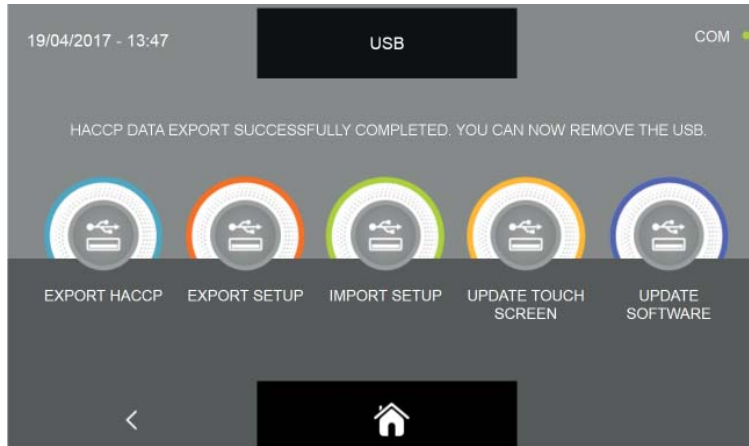 19/04/2017 - 13:47
USB
COM
HACCP DATA EXPORT SUCCESSFULLY COMPLETED. YOU CAN NOW REMOVE THE USB.
EXPORT HACCP
EXPORT SETUP
IMPORT SETUP
UPDATE TOUCH
SCREEN
UPDATE
SOFTWARE